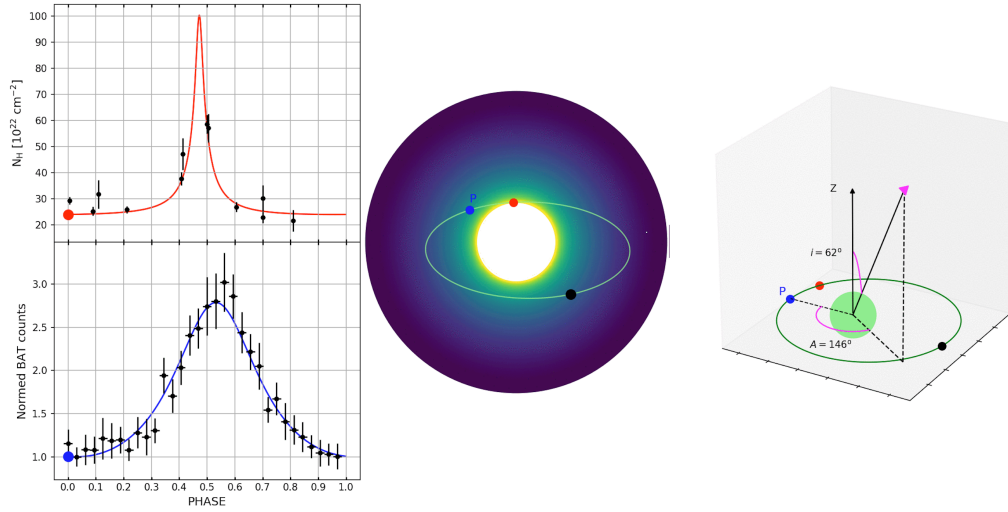 100
90
80
70
60
50
40
30
20
N_H [10^22 cm^-2]
3.0
2.5
2.0
1.5
1.0
Normed BAT counts
0.0 0.1 0.2 0.3 0.4 0.5 0.6 0.7 0.8 0.9 1.0
PHASE
P
Z
i = 62°
P
A = 146°